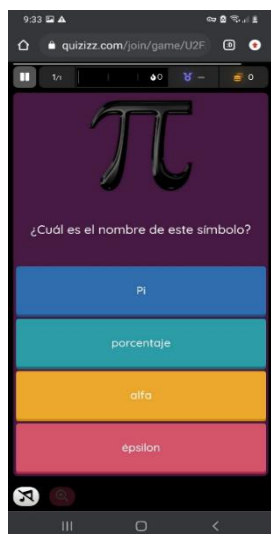 9:33
quizizz.com/join/game/U2F
:D
1/1
0
-
0
π
¿Cuál es el nombre de este símbolo?
Pi
porcentaje
alfa
épsilon